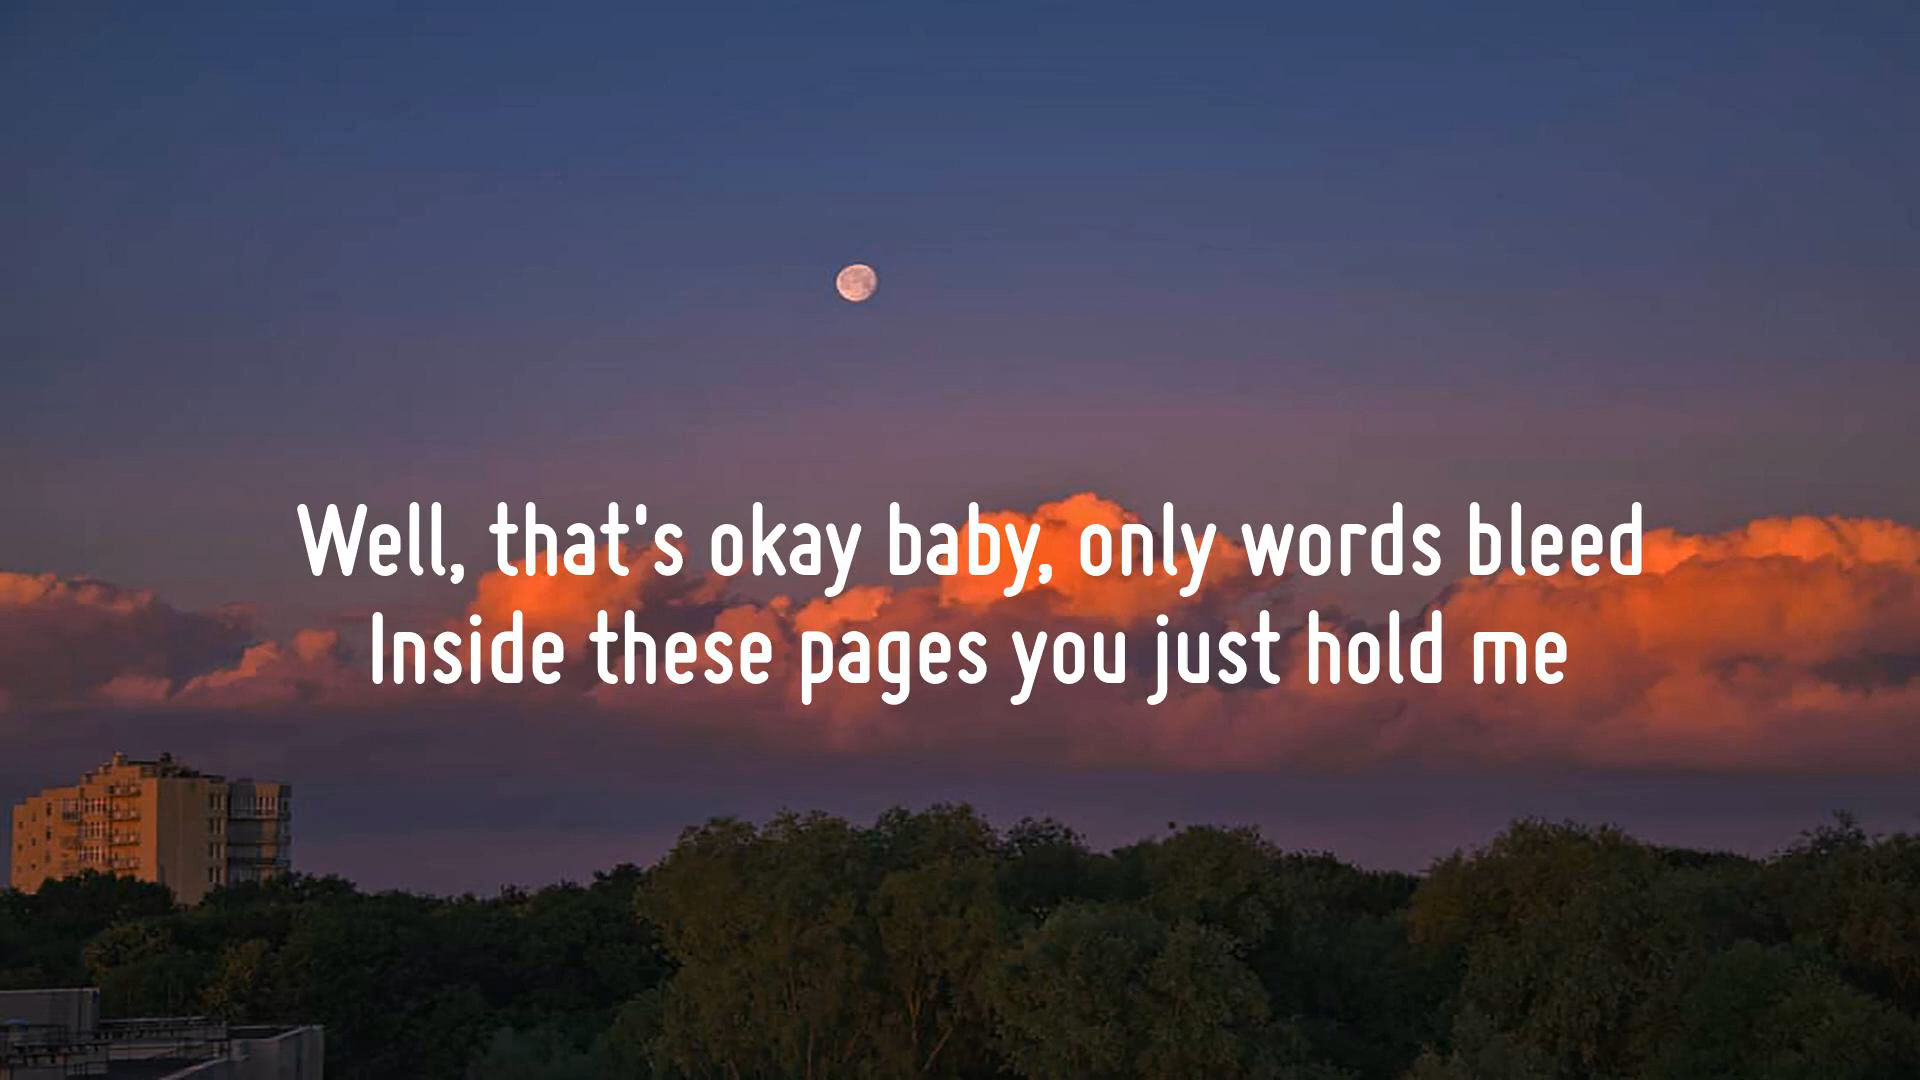 Well, that's okay baby, only words bleed
Inside these pages you just hold me